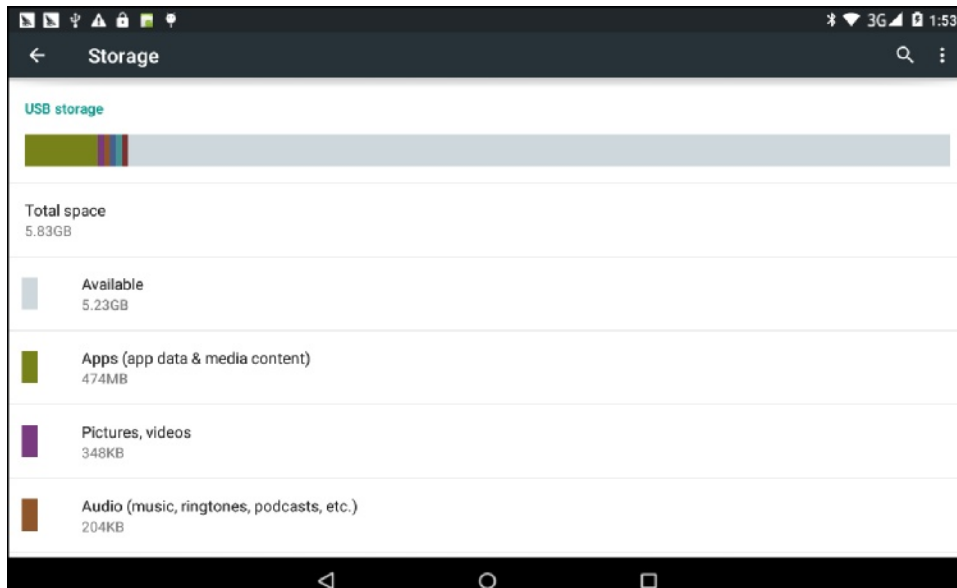 3G 1:53
Storage
USB storage
Total space
5.83GB
Available
5.23GB
Apps (app data & media content)
474MB
Pictures, videos
348KB
Audio (music, ringtones, podcasts, etc.)
204KB